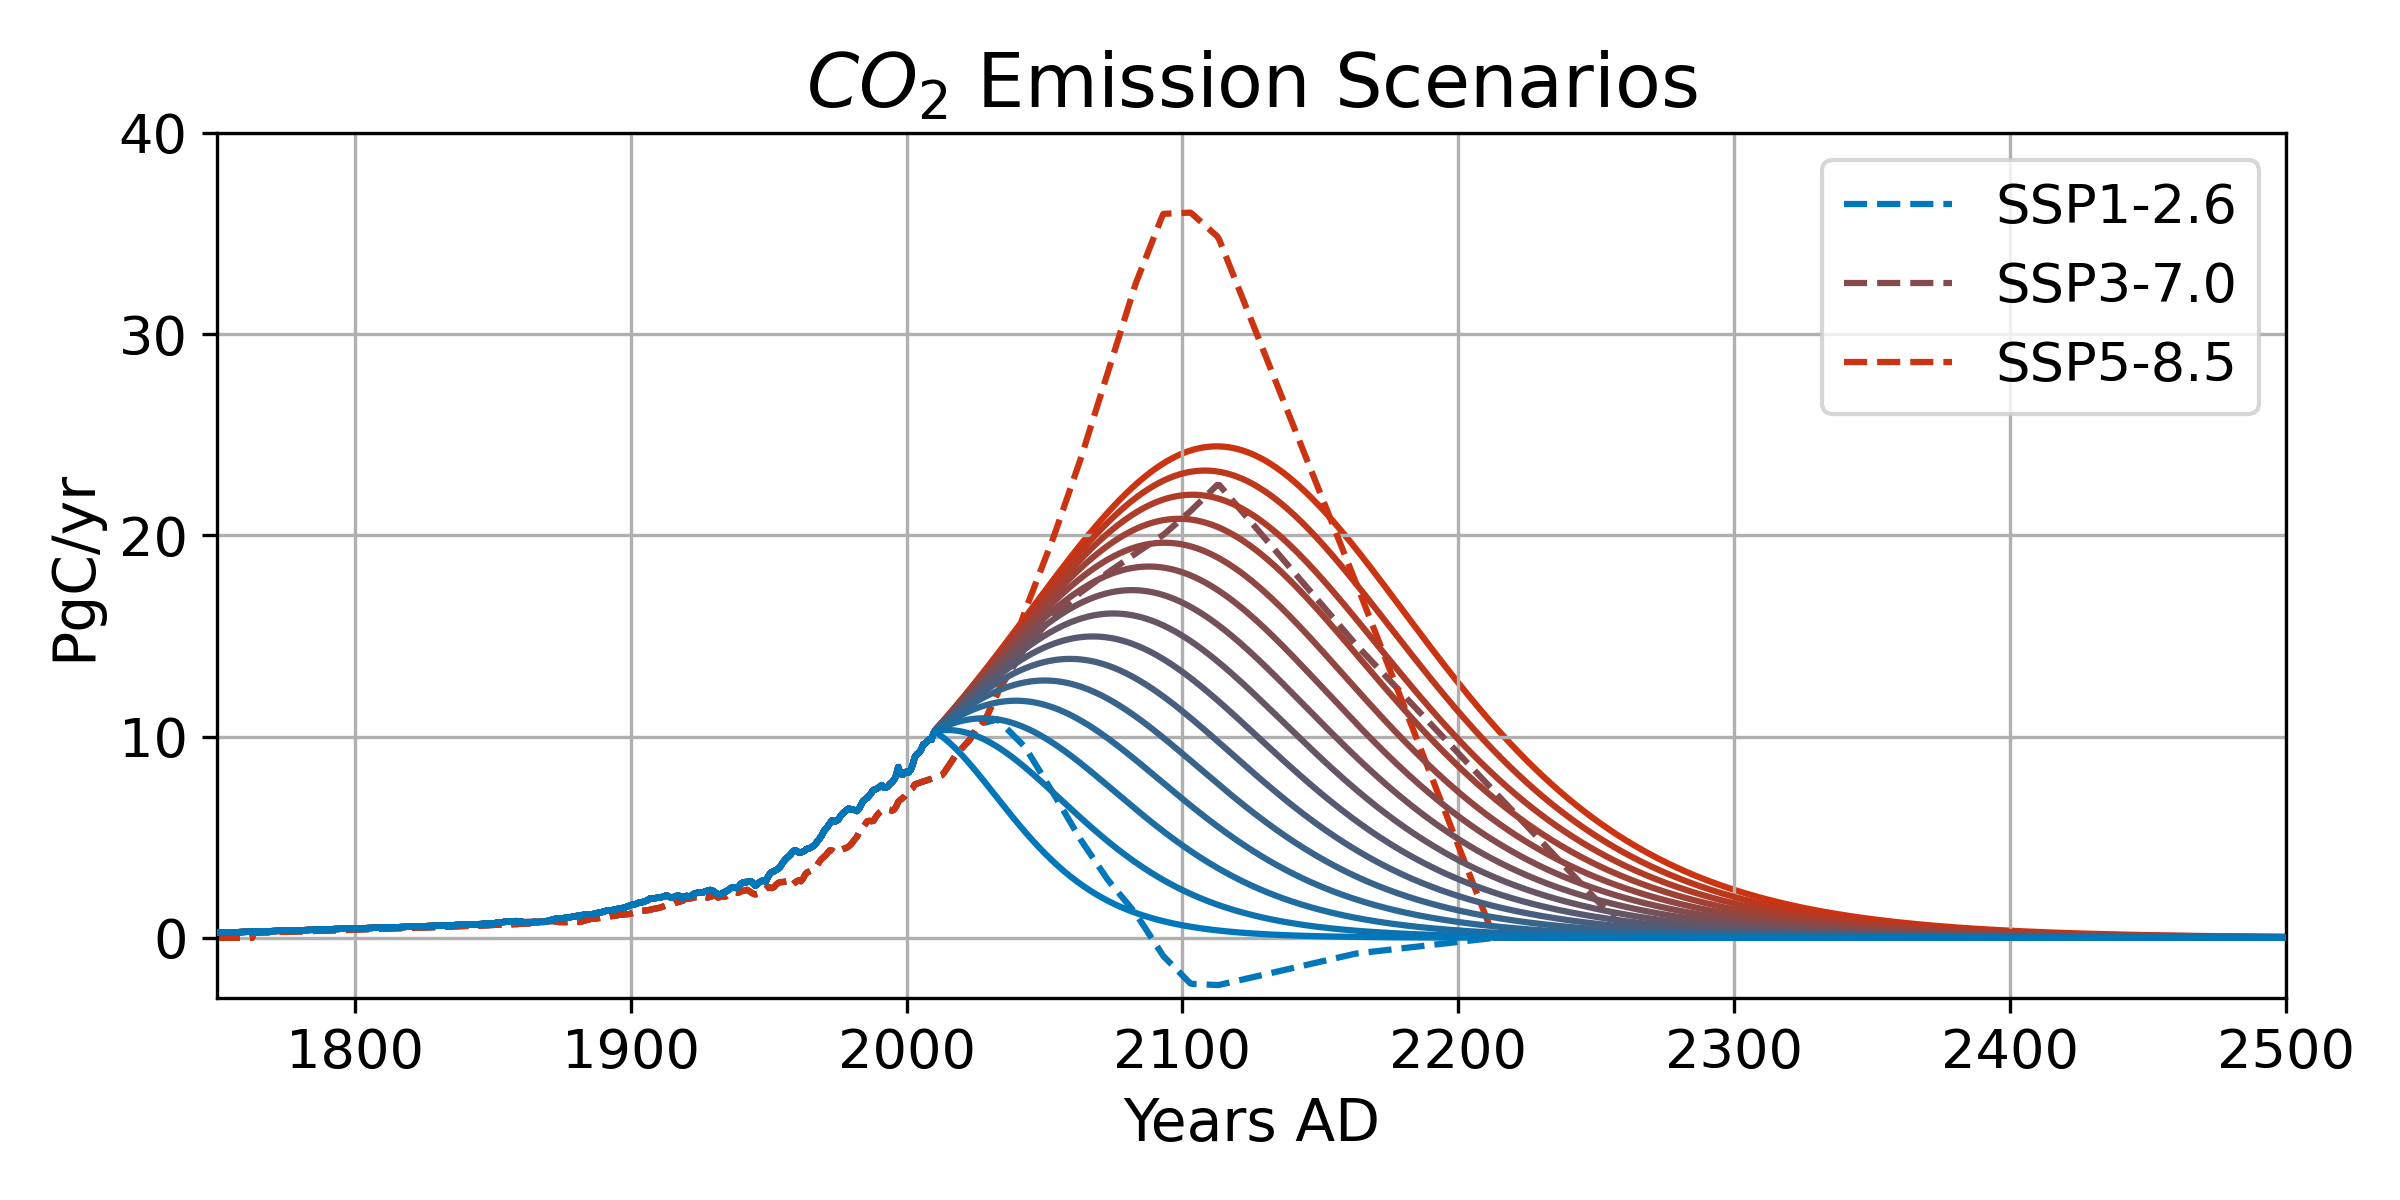 CO₂ Emission Scenarios
40
30
20
10
0
PgC/yr
SSP1-2.6
SSP3-7.0
SSP5-8.5
1800 1900 2000 2100 2200 2300 2400 2500
Years AD